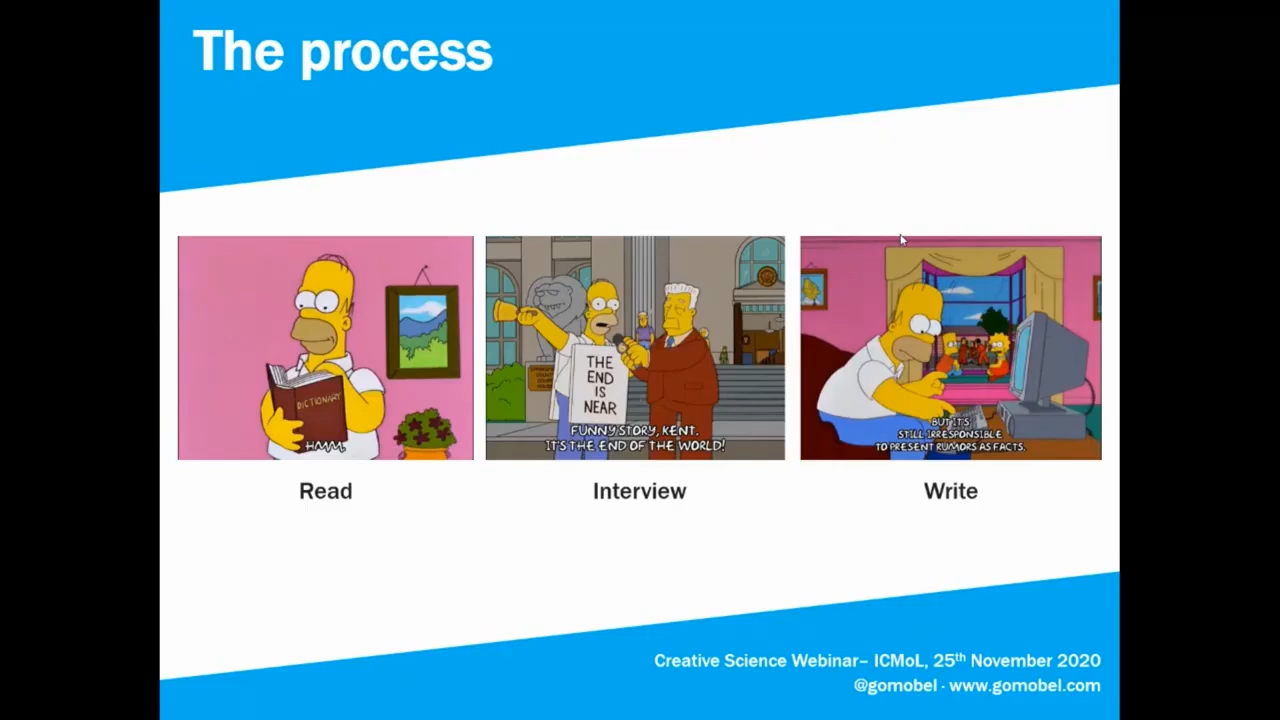 The process
DICTIONARY
HMM.
THE
END
IS
NEAR
FUNNY STORY, KENT.
IT'S THE END OF THE WORLD!
BUT IT'S
STILL IRRESPONSIBLE
TO PRESENT RUMORS AS FACTS.
Read
Interview
Write
Creative Science Webinar– ICMoL, 25th November 2020
@gomobel · www.gomobel.com